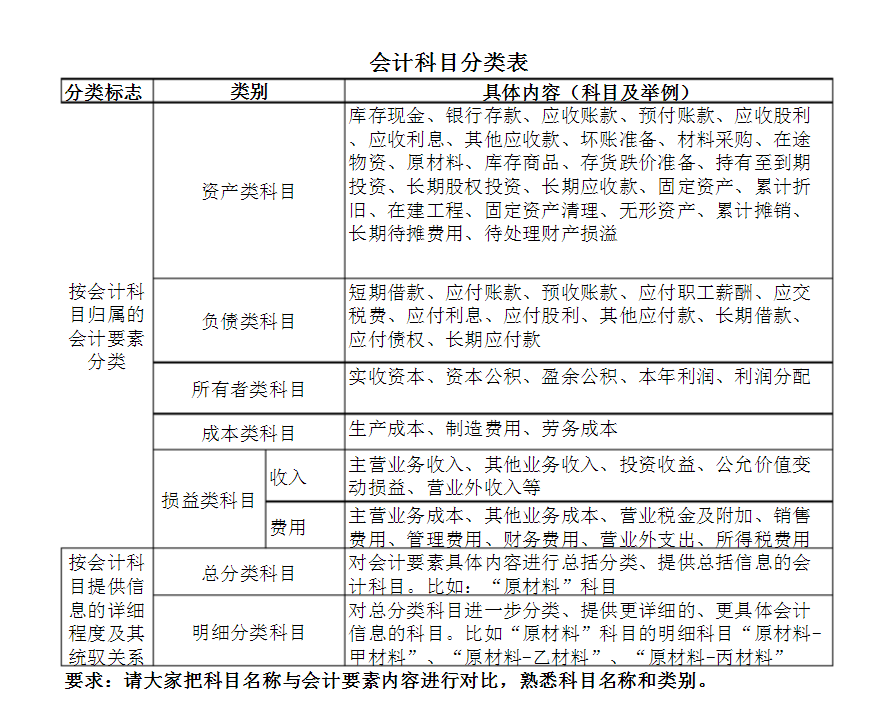 会计科目分类表
分类标志
类别
具体内容（科目及举例）
按会计科
目归属的
会计要素
分类
资产类科目
库存现金、银行存款、应收账款、预付账款、应收股利
、应收利息、其他应收款、坏账准备、材料采购、在途
物资、原材料、库存商品、存货跌价准备、持有至到期
投资、长期股权投资、长期应收款、固定资产、累计折
旧、在建工程、固定资产清理、无形资产、累计摊销、
长期待摊费用、待处理财产损溢
负债类科目
短期借款、应付账款、预收账款、应付职工薪酬、应交
税费、应付利息、应付股利、其他应付款、长期借款、
应付债权、长期应付款
所有者类科目
实收资本、资本公积、盈余公积、本年利润、利润分配
成本类科目
生产成本、制造费用、劳务成本
损益类科目
收入
主营业务收入、其他业务收入、投资收益、公允价值变
动损益、营业外收入等
费用
主营业务成本、其他业务成本、营业税金及附加、销售
费用、管理费用、财务费用、营业外支出、所得税费用
按会计科
目提供信
息的详细
程度及其
统驭关系
总分类科目
对会计要素具体内容进行总括分类、提供总括信息的会
计科目。比如：“原材料”科目
明细分类科目
对总分类科目进一步分类、提供更详细的、更具体会计
信息的科目。比如“原材料”科目的明细科目“原材料-
甲材料”、“原材料-乙材料”、“原材料-丙材料”
要求：请大家把科目名称与会计要素内容进行对比，熟悉科目名称和类别。